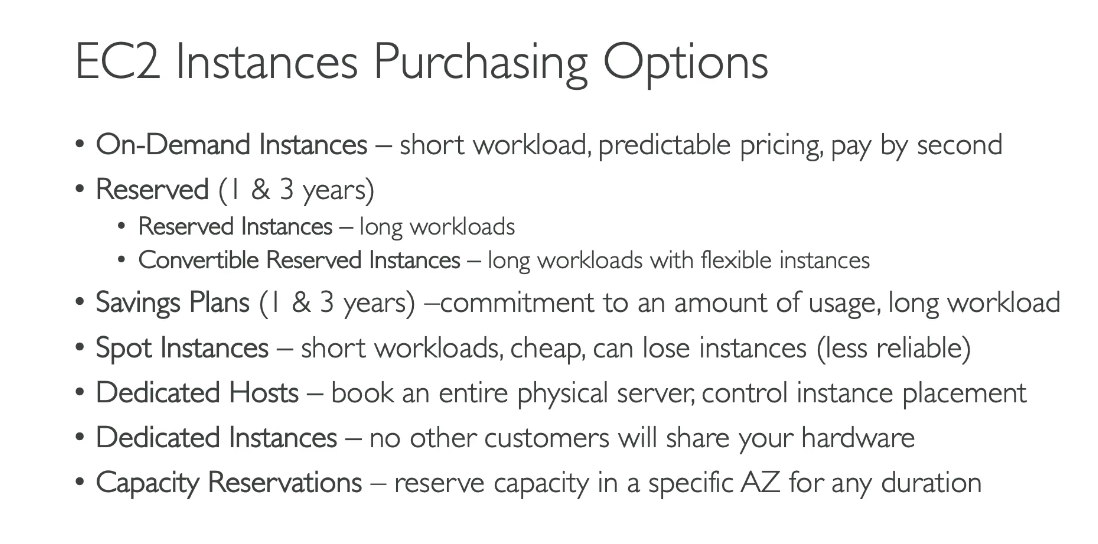 EC2 Instances Purchasing Options
• On-Demand Instances – short workload, predictable pricing, pay by second
• Reserved (1 & 3 years)
• Reserved Instances – long workloads
• Convertible Reserved Instances – long workloads with flexible instances
• Savings Plans (1 & 3 years) –commitment to an amount of usage, long workload
• Spot Instances – short workloads, cheap, can lose instances (less reliable)
• Dedicated Hosts – book an entire physical server, control instance placement
• Dedicated Instances – no other customers will share your hardware
• Capacity Reservations – reserve capacity in a specific AZ for any duration